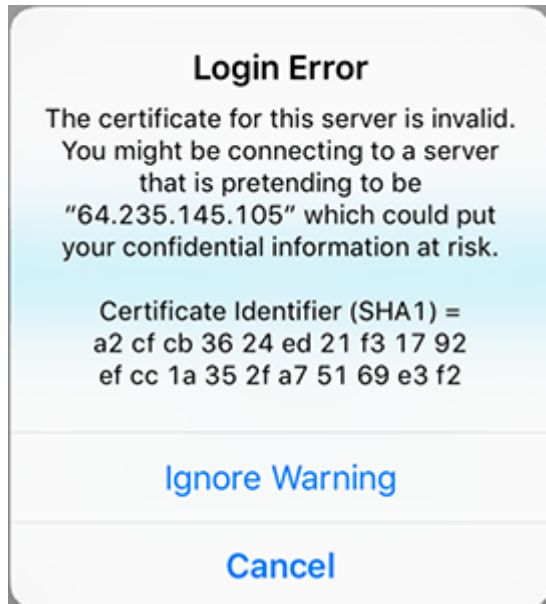 Login Error
The certificate for this server is invalid.
You might be connecting to a server
that is pretending to be
“64.235.145.105” which could put
your confidential information at risk.
Certificate Identifier (SHA1) =
a2 cf cb 36 24 ed 21 f3 17 92
ef cc 1a 35 2f a7 51 69 e3 f2
Ignore Warning
Cancel